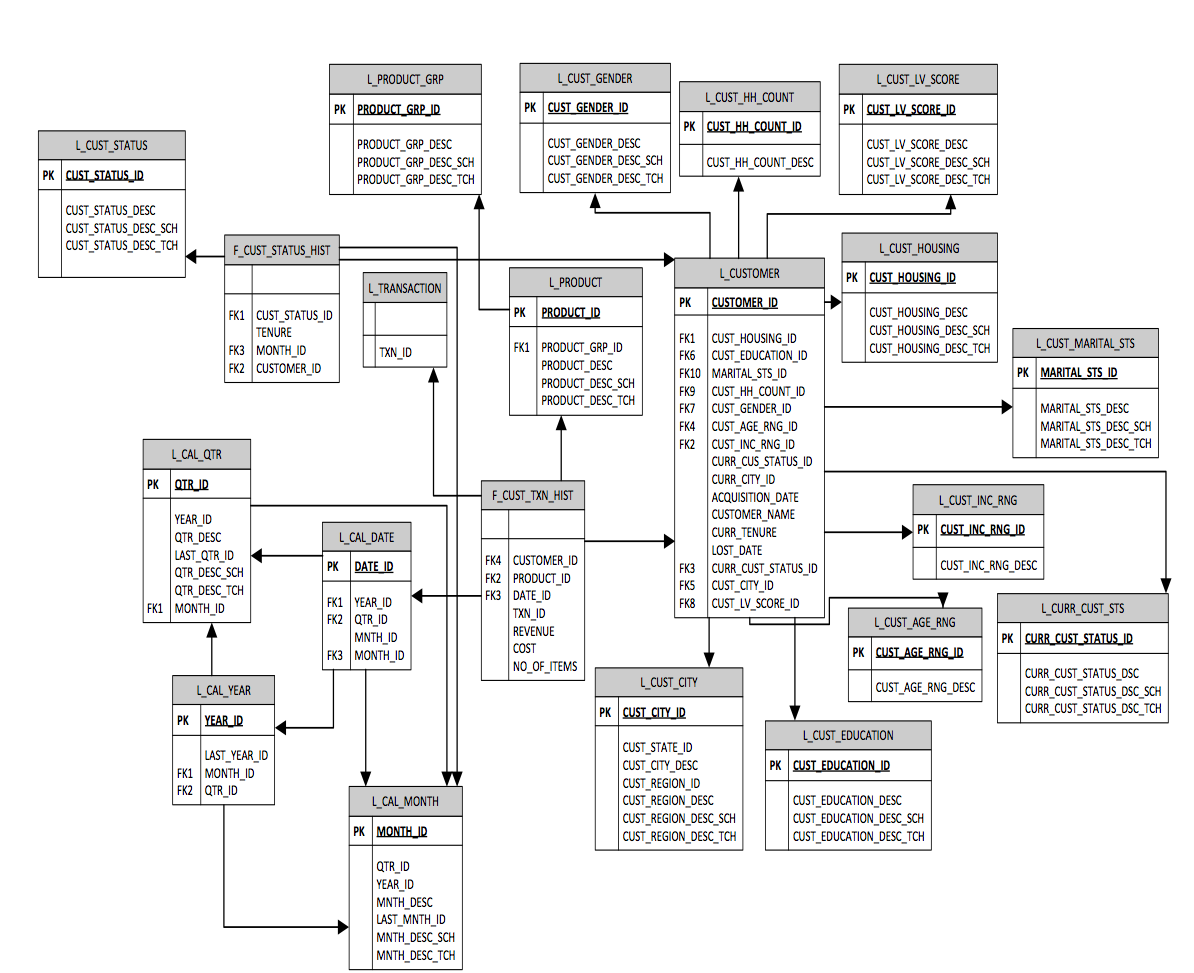 L_PRODUCT_GRP
PK PRODUCT_GRP_ID
PRODUCT_GRP_DESC
PRODUCT_GRP_DESC_SCH
PRODUCT_GRP_DESC_TCH
L_CUST_GENDER
PK CUST_GENDER_ID
CUST_GENDER_DESC
CUST_GENDER_DESC_SCH
CUST_GENDER_DESC_TCH
L_CUST_HH_COUNT
PK CUST_HH_COUNT_ID
CUST_HH_COUNT_DESC
L_CUST_LV_SCORE
PK CUST_LV_SCORE_ID
CUST_LV_SCORE_DESC
CUST_LV_SCORE_DESC_SCH
CUST_LV_SCORE_DESC_TCH
L_CUST_STATUS
PK CUST_STATUS_ID
CUST_STATUS_DESC
CUST_STATUS_DESC_SCH
CUST_STATUS_DESC_TCH
F_CUST_STATUS_HIST
FK1 CUST_STATUS_ID
TENURE
FK3 MONTH_ID
FK2 CUSTOMER_ID
L_TRANSACTION
TXN_ID
L_PRODUCT
PK PRODUCT_ID
FK1 PRODUCT_GRP_ID
PRODUCT_DESC
PRODUCT_DESC_SCH
PRODUCT_DESC_TCH
L_CUSTOMER
PK CUSTOMER_ID
FK1 CUST_HOUSING_ID
FK6 CUST_EDUCATION_ID
FK10 MARITAL_STS_ID
FK9 CUST_HH_COUNT_ID
FK7 CUST_GENDER_ID
FK4 CUST_AGE_RNG_ID
FK2 CUST_INC_RNG_ID
CURR_CUS_STATUS_ID
CURR_CITY_ID
ACQUISITION_DATE
CUSTOMER_NAME
CURR_TENURE
LOST_DATE
FK3 CURR_CUST_STATUS_ID
FK5 CUST_CITY_ID
FK8 CUST_LV_SCORE_ID
L_CUST_HOUSING
PK CUST_HOUSING_ID
CUST_HOUSING_DESC
CUST_HOUSING_DESC_SCH
CUST_HOUSING_DESC_TCH
L_CUST_MARITAL_STS
PK MARITAL_STS_ID
MARITAL_STS_DESC
MARITAL_STS_DESC_SCH
MARITAL_STS_DESC_TCH
L_CAL_QTR
PK QTR_ID
YEAR_ID
QTR_DESC
LAST_QTR_ID
QTR_DESC_SCH
QTR_DESC_TCH
FK1 MONTH_ID
L_CAL_DATE
PK DATE_ID
FK1 YEAR_ID
FK2 QTR_ID
MNTH_ID
FK3 MONTH_ID
F_CUST_TXN_HIST
FK4 CUSTOMER_ID
FK2 PRODUCT_ID
FK3 DATE_ID
TXN_ID
REVENUE
COST
NO_OF_ITEMS
L_CUST_INC_RNG
PK CUST_INC_RNG_ID
CUST_INC_RNG_DESC
L_CURR_CUST_STS
PK CURR_CUST_STATUS_ID
CURR_CUST_STATUS_DSC
CURR_CUST_STATUS_DSC_SCH
CURR_CUST_STATUS_DSC_TCH
L_CUST_AGE_RNG
PK CUST_AGE_RNG_ID
CUST_AGE_RNG_DESC
L_CAL_YEAR
PK YEAR_ID
LAST_YEAR_ID
FK1 MONTH_ID
FK2 QTR_ID
L_CUST_CITY
PK CUST_CITY_ID
CUST_STATE_ID
CUST_CITY_DESC
CUST_REGION_ID
CUST_REGION_DESC
CUST_REGION_DESC_SCH
CUST_REGION_DESC_TCH
L_CUST_EDUCATION
PK CUST_EDUCATION_ID
CUST_EDUCATION_DESC
CUST_EDUCATION_DESC_SCH
CUST_EDUCATION_DESC_TCH
L_CAL_MONTH
PK MONTH_ID
QTR_ID
YEAR_ID
MNTH_DESC
LAST_MNTH_ID
MNTH_DESC_SCH
MNTH_DESC_TCH